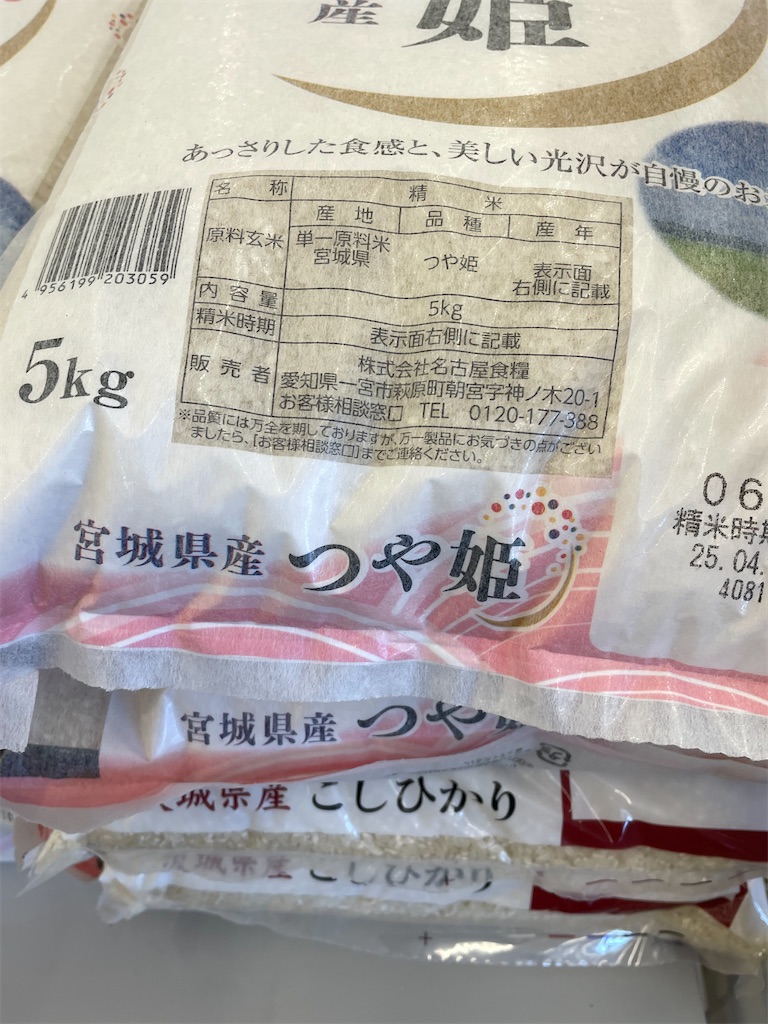 産 姫
あっさりした食感と、美しい光沢が自慢のお
名 称 精 米
原料玄米 産 地 品 種 産 年
単一原料米 宮城県 つや姫 表示面右側に記載
内容量 5kg
精米時期 表示面右側に記載
販売者 株式会社名古屋食糧
愛知県一宮市萩原町朝宮字神ノ木20-1
お客様相談窓口 TEL 0120-177-388
※品質には万全を期しておりますが、万一製品にお気づきの点がござい
ましたら、[お客様相談窓口]までご連絡ください。
4 956199 203059
5kg
06
精米時期
25.04.
4081
宮城県産 つや姫
宮城県産 つや姫
城県産 こしひかり
城県産 こしひかり